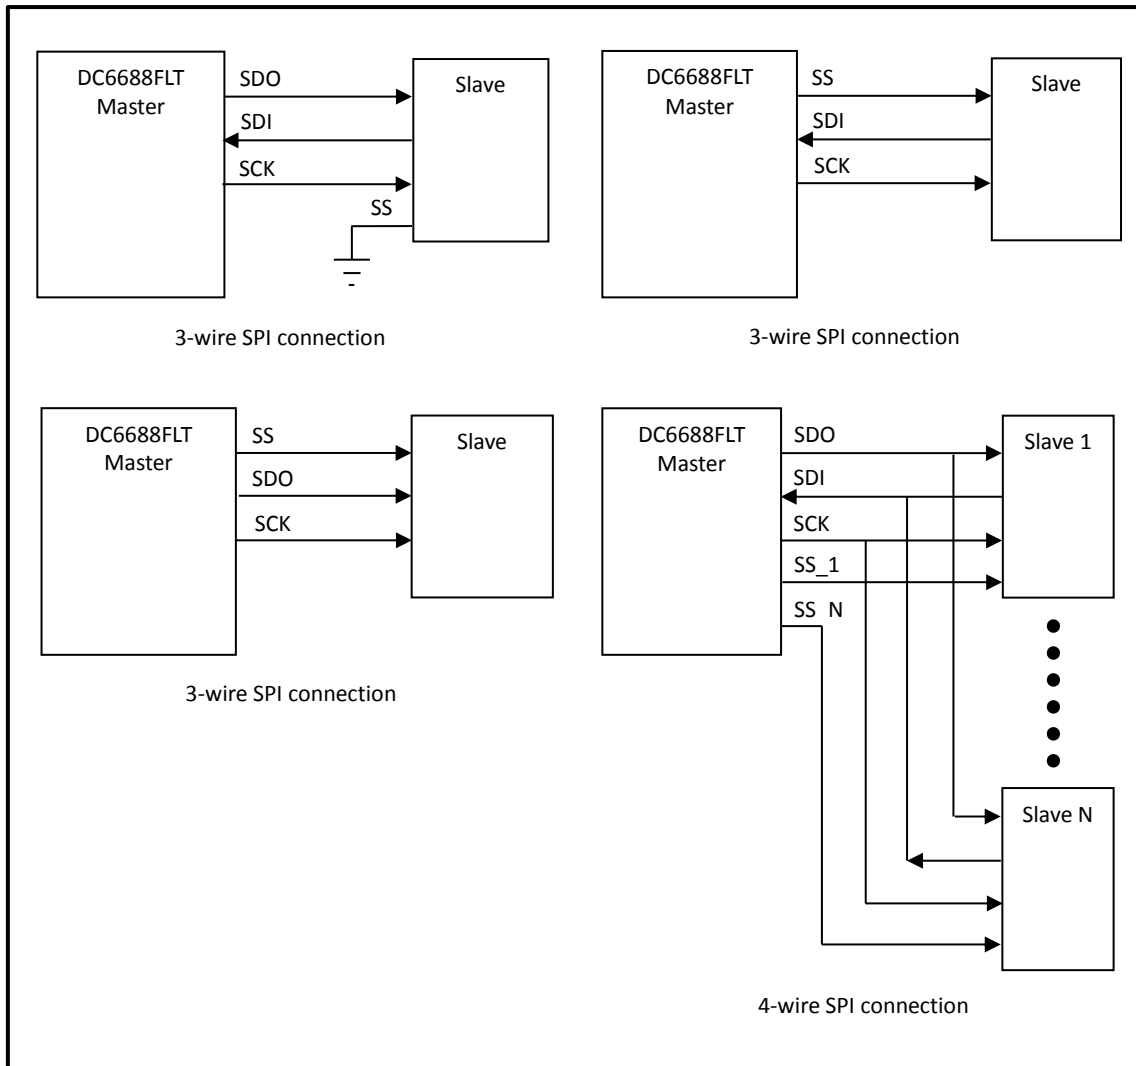 DC6688FLT
Master
SDO
SDI
SCK
SS
Slave
3-wire SPI connection
DC6688FLT
Master
SS
SDI
SCK
Slave
3-wire SPI connection
DC6688FLT
Master
SS
SDO
SCK
Slave
3-wire SPI connection
DC6688FLT
Master
SDO
SDI
SCK
SS_1
SS N
Slave 1
Slave N
4-wire SPI connection